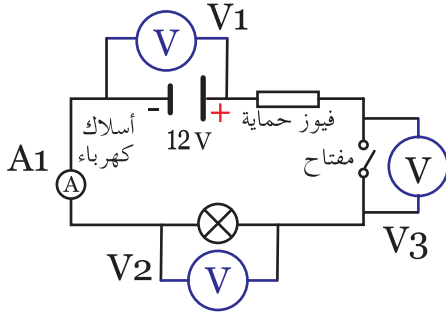 V1
V
- +
12 V
أسلاك
كهرباء
فيوز حماية
A1
A
مفتاح
V
V3
V2
V